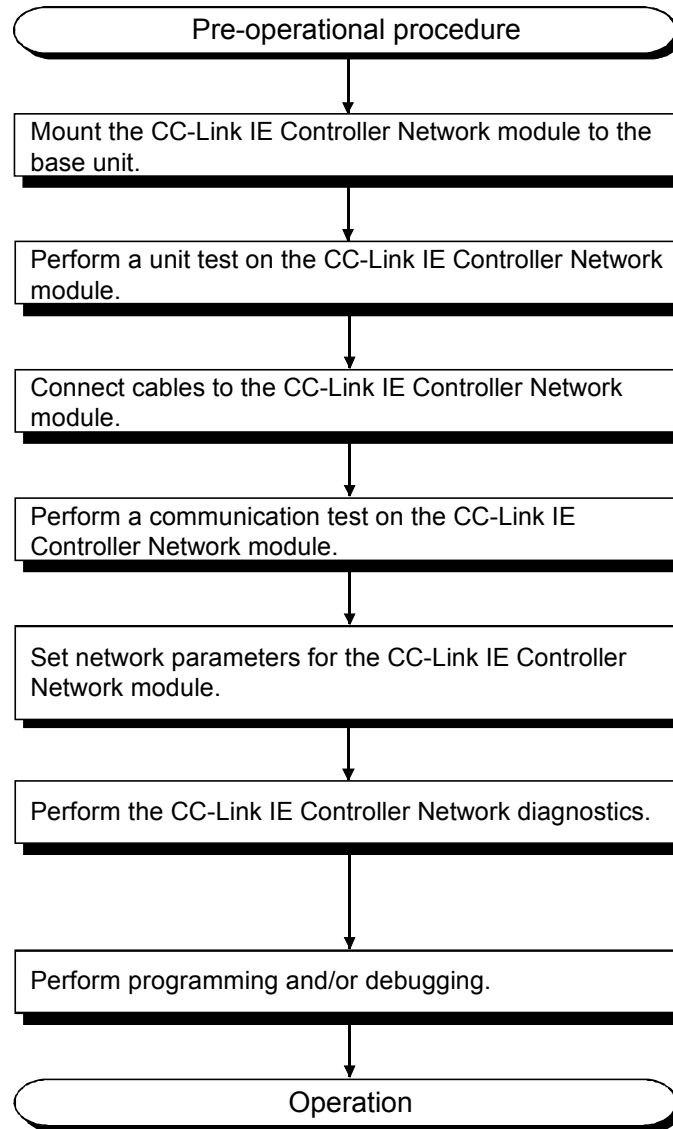 Pre-operational procedure
Mount the CC-Link IE Controller Network module to the
base unit.
Perform a unit test on the CC-Link IE Controller Network
module.
Connect cables to the CC-Link IE Controller Network
module.
Perform a communication test on the CC-Link IE
Controller Network module.
Set network parameters for the CC-Link IE Controller
Network module.
Perform the CC-Link IE Controller Network diagnostics.
Perform programming and/or debugging.
Operation